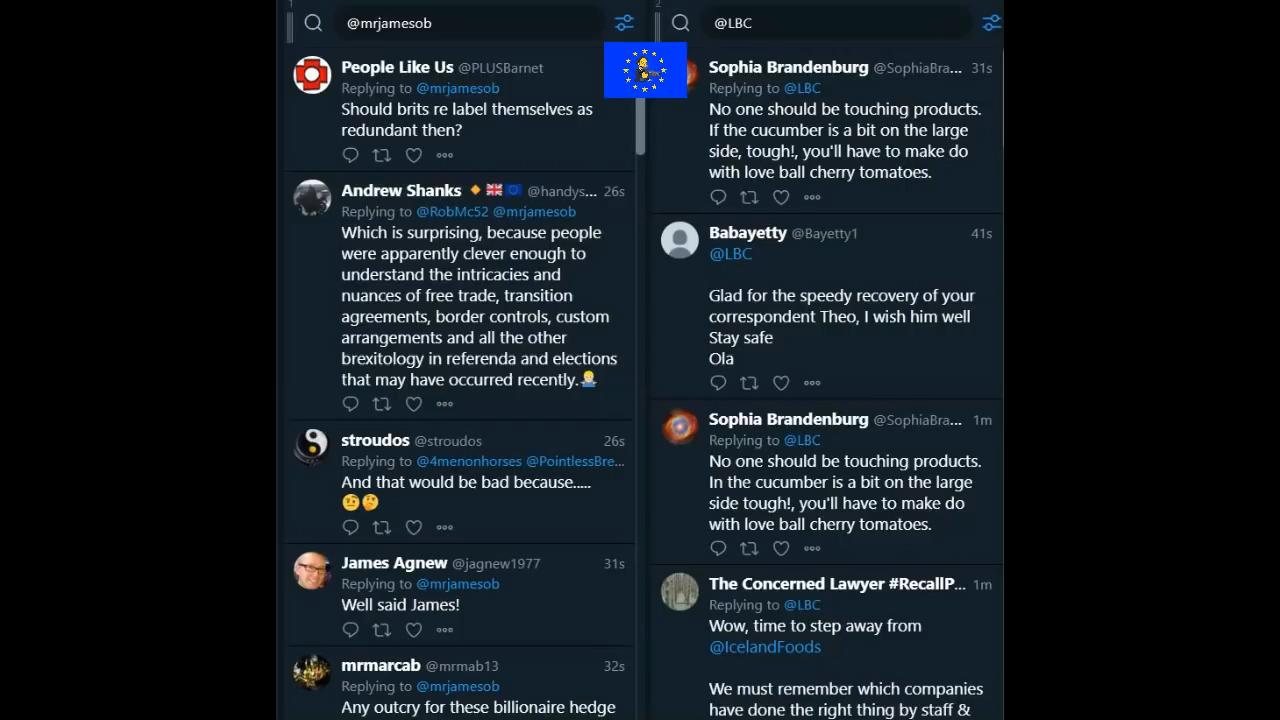 1
@mrjamesob
People Like Us @PLUSBarnet
Replying to @mrjamesob
Should brits re label themselves as
redundant then?
Andrew Shanks 🔸🇬🇧🇪🇺 @handys... 26s
Replying to @RobMc52 @mrjamesob
Which is surprising, because people
were apparently clever enough to
understand the intricacies and
nuances of free trade, transition
agreements, border controls, custom
arrangements and all the other
brexitology in referenda and elections
that may have occurred recently.🤷🏼‍♂️
stroudos @stroudos 26s
Replying to @4menonhorses @PointlessBre...
And that would be bad because.....
🤨🤔
James Agnew @jagnew1977 31s
Replying to @mrjamesob
Well said James!
mrmarcab @mrmab13 32s
Replying to @mrjamesob
Any outcry for these billionaire hedge
2
@LBC
Sophia Brandenburg @SophiaBra... 31s
Replying to @LBC
No one should be touching products.
If the cucumber is a bit on the large
side, tough!, you'll have to make do
with love ball cherry tomatoes.
Babayetty @Bayetty1 41s
@LBC
Glad for the speedy recovery of your
correspondent Theo, I wish him well
Stay safe
Ola
Sophia Brandenburg @SophiaBra... 1m
Replying to @LBC
No one should be touching products.
In the cucumber is a bit on the large
side tough!, you'll have to make do
with love ball cherry tomatoes.
The Concerned Lawyer #RecallP... 1m
Replying to @LBC
Wow, time to step away from
@IcelandFoods
We must remember which companies
have done the right thing by staff &